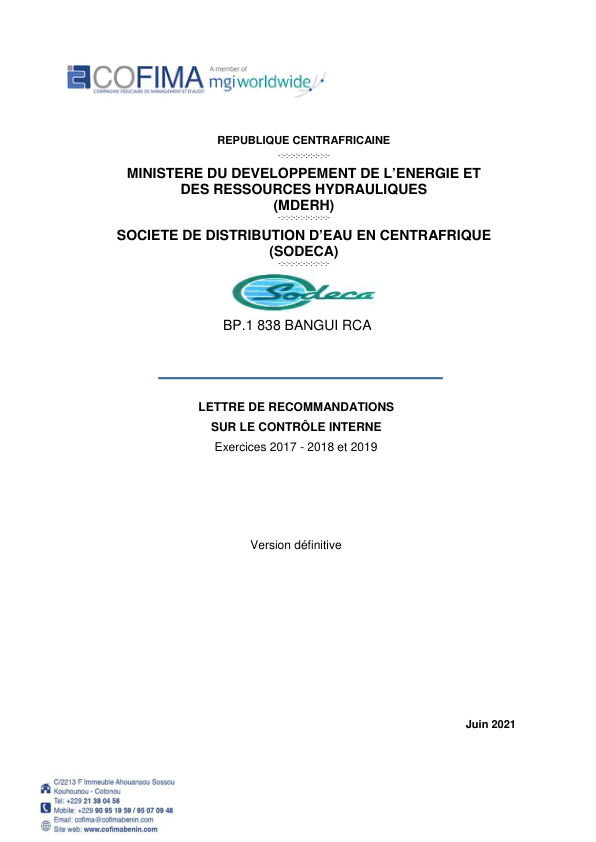 COFIMA
COMPAGNIE FIDUCIAIRE DE MANAGEMENT ET D'AUDIT
A member of
mgiworldwide
REPUBLIQUE CENTRAFRICAINE
-:-:-:-:-:-:-:-:-:-
MINISTERE DU DEVELOPPEMENT DE L'ENERGIE ET
DES RESSOURCES HYDRAULIQUES
(MDERH)
-:-:-:-:-:-:-:-:-:-
SOCIETE DE DISTRIBUTION D'EAU EN CENTRAFRIQUE
(SODECA)
-:-:-:-:-:-:-:-:-:-
Sodeca
BP.1 838 BANGUI RCA
LETTRE DE RECOMMANDATIONS
SUR LE CONTRÔLE INTERNE
Exercices 2017 - 2018 et 2019
Version définitive
Juin 2021
C/2213 F Immeuble Ahouansou Sossou
Kouhounou - Cotonou
Tel: +229 21 38 04 58
Mobile: +229 90 95 19 59 / 95 07 09 48
Email: cofima@cofimabenin.com
Site web: www.cofimabenin.com